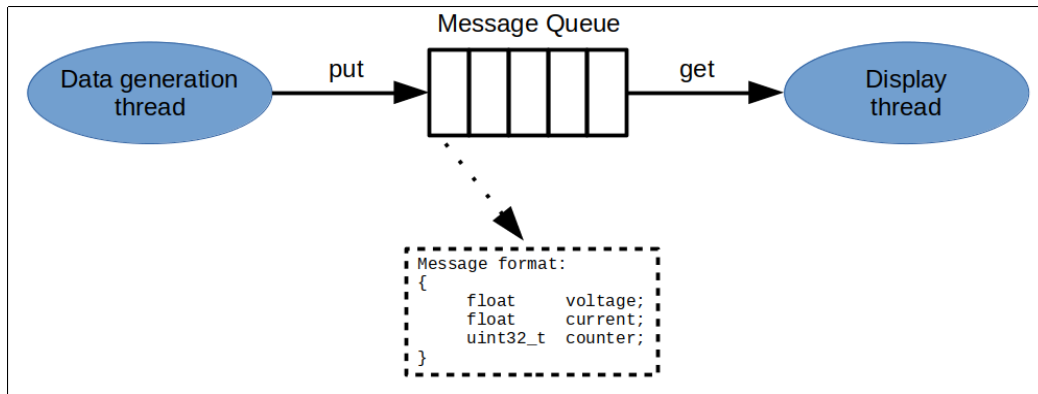 Message Queue
Data generation
thread
put
get
Display
thread
Message format:
{
float voltage;
float current;
uint32_t counter;
}